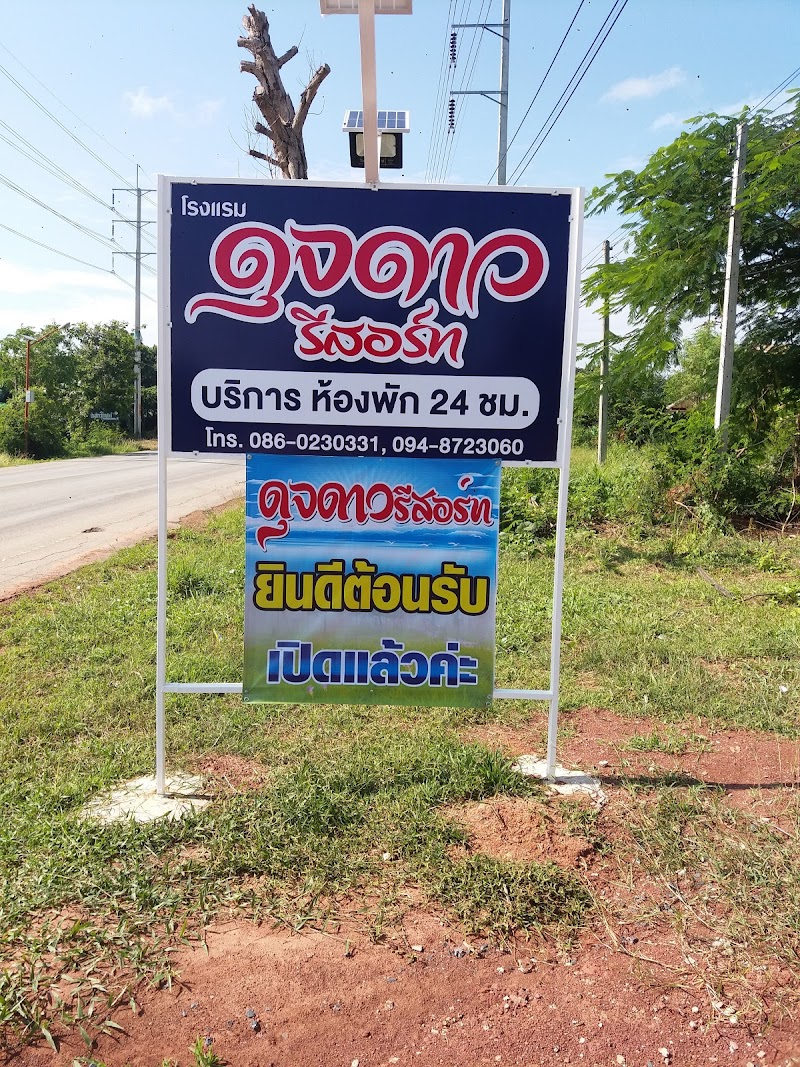 โรงแรม
ดุจดาว
รีสอร์ท
บริการ ห้องพัก 24 ชม.
โทร. 086-0230331, 094-8723060
ดุจดาวรีสอร์ท
ยินดีต้อนรับ
เปิดแล้วค่ะ